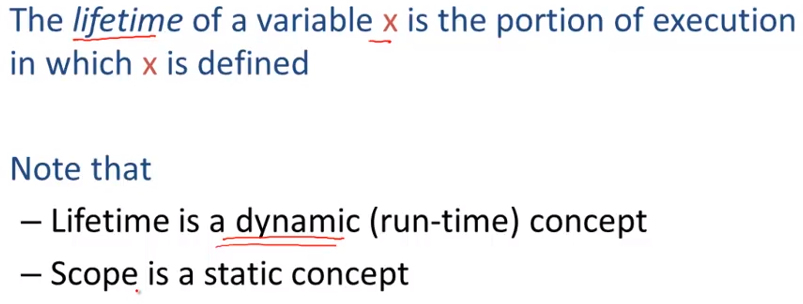 The lifetime of a variable x is the portion of execution
in which x is defined
Note that
– Lifetime is a dynamic (run-time) concept
– Scope is a static concept